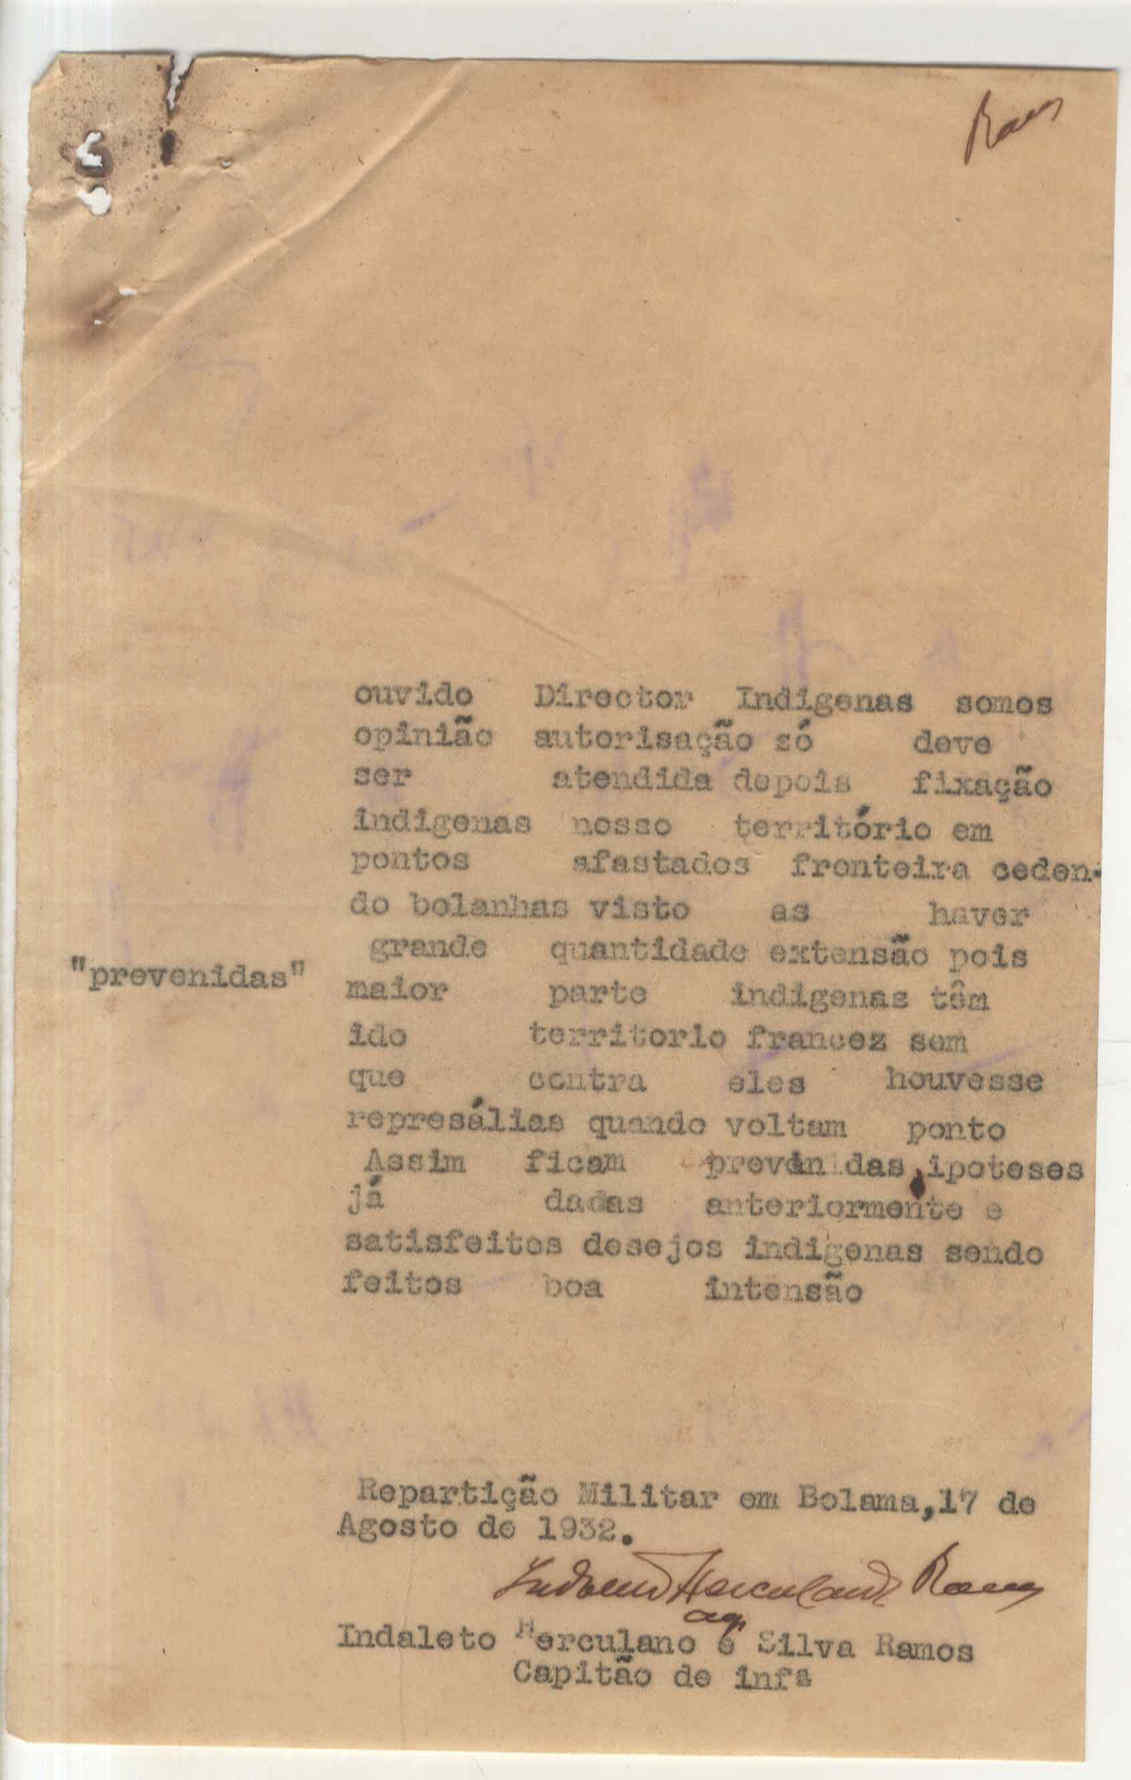 Ramos
ouvido Director Indigenas somos
opinião autorisação só deve
ser atendida depois fixação
indigenas nosso território em
pontos afastados fronteira ceden-
do bolanhas visto as haver
grande quantidade extensão pois
"prevenidas"
maior parte indigenas têm
ido territorio francez sem
que contra eles houvesse
represálias quando voltam ponto
Assim ficam prevenidas, ipoteses
já dadas anteriormente e
satisfeitos desejos indigenas sendo
feitos boa intensão
Repartição Militar em Bolama, 17 de
Agosto de 1932.
Herculano Ramos
Indaleto Herculano e Silva Ramos
Capitão de infª